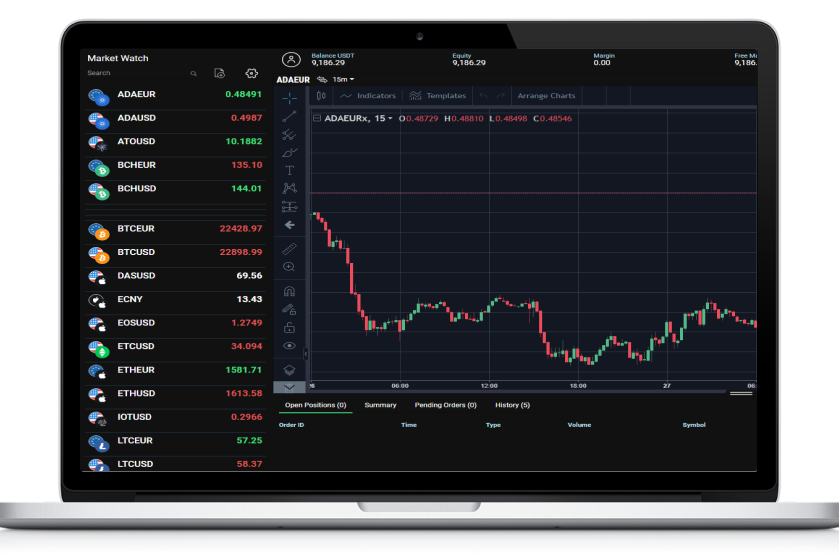 Market Watch
Search
ADAEUR 0.48491
ADAUSD 0.4987
ATOUSD 10.1882
BCHEUR 135.10
BCHUSD 144.01
BTCEUR 22428.97
BTCUSD 22898.99
DASUSD 69.56
ECNY 13.43
EOSUSD 1.2749
ETCUSD 34.094
ETHEUR 1581.71
ETHUSD 1613.58
IOTUSD 0.2966
LTCEUR 57.25
LTCUSD 58.37
Balance USDT Equity Margin Free
9,186.29 9,186.29 0.00 9,186.
ADAEUR 15m
Indicators Templates Arrange Charts
ADAEURx, 15 O0.48729 H0.48810 L0.48498 C0.48546
06:00 12:00 18:00 27
Open Positions (0) Summary Pending Orders (0) History (5)
Order ID Time Type Volume Symbol